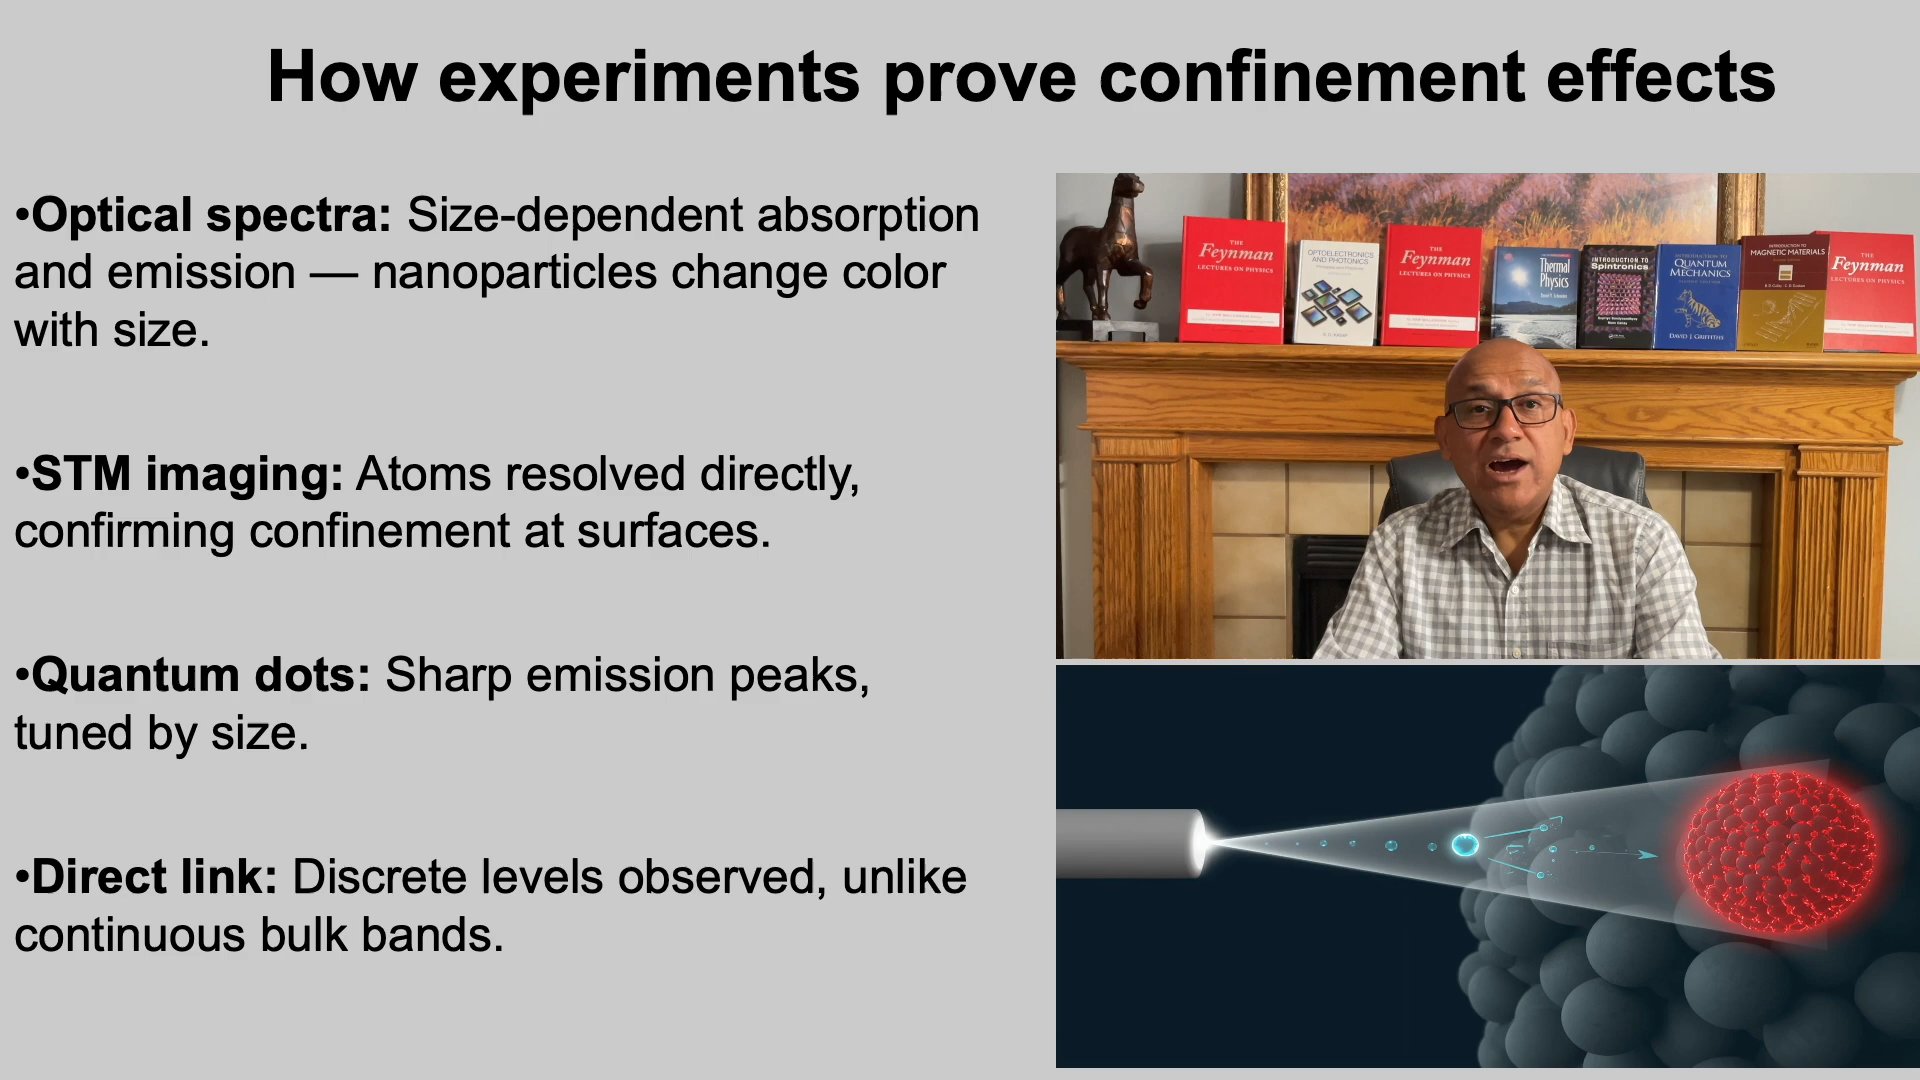 How experiments prove confinement effects
•Optical spectra: Size-dependent absorption
and emission — nanoparticles change color
with size.
•STM imaging: Atoms resolved directly,
confirming confinement at surfaces.
•Quantum dots: Sharp emission peaks,
tuned by size.
•Direct link: Discrete levels observed, unlike
continuous bulk bands.
THE
Feynman
LECTURES ON PHYSICS
OPTOELECTRONICS
AND PHOTONICS
THE
Feynman
LECTURES ON PHYSICS
Thermal
Physics
INTRODUCTION TO
Spintronics
INTRODUCTION TO
QUANTUM
MECHANICS
DAVID J. GRIFFITHS
INTRODUCTION TO
MAGNETIC MATERIALS
THE
Feynman
LECTURES ON PHYSICS